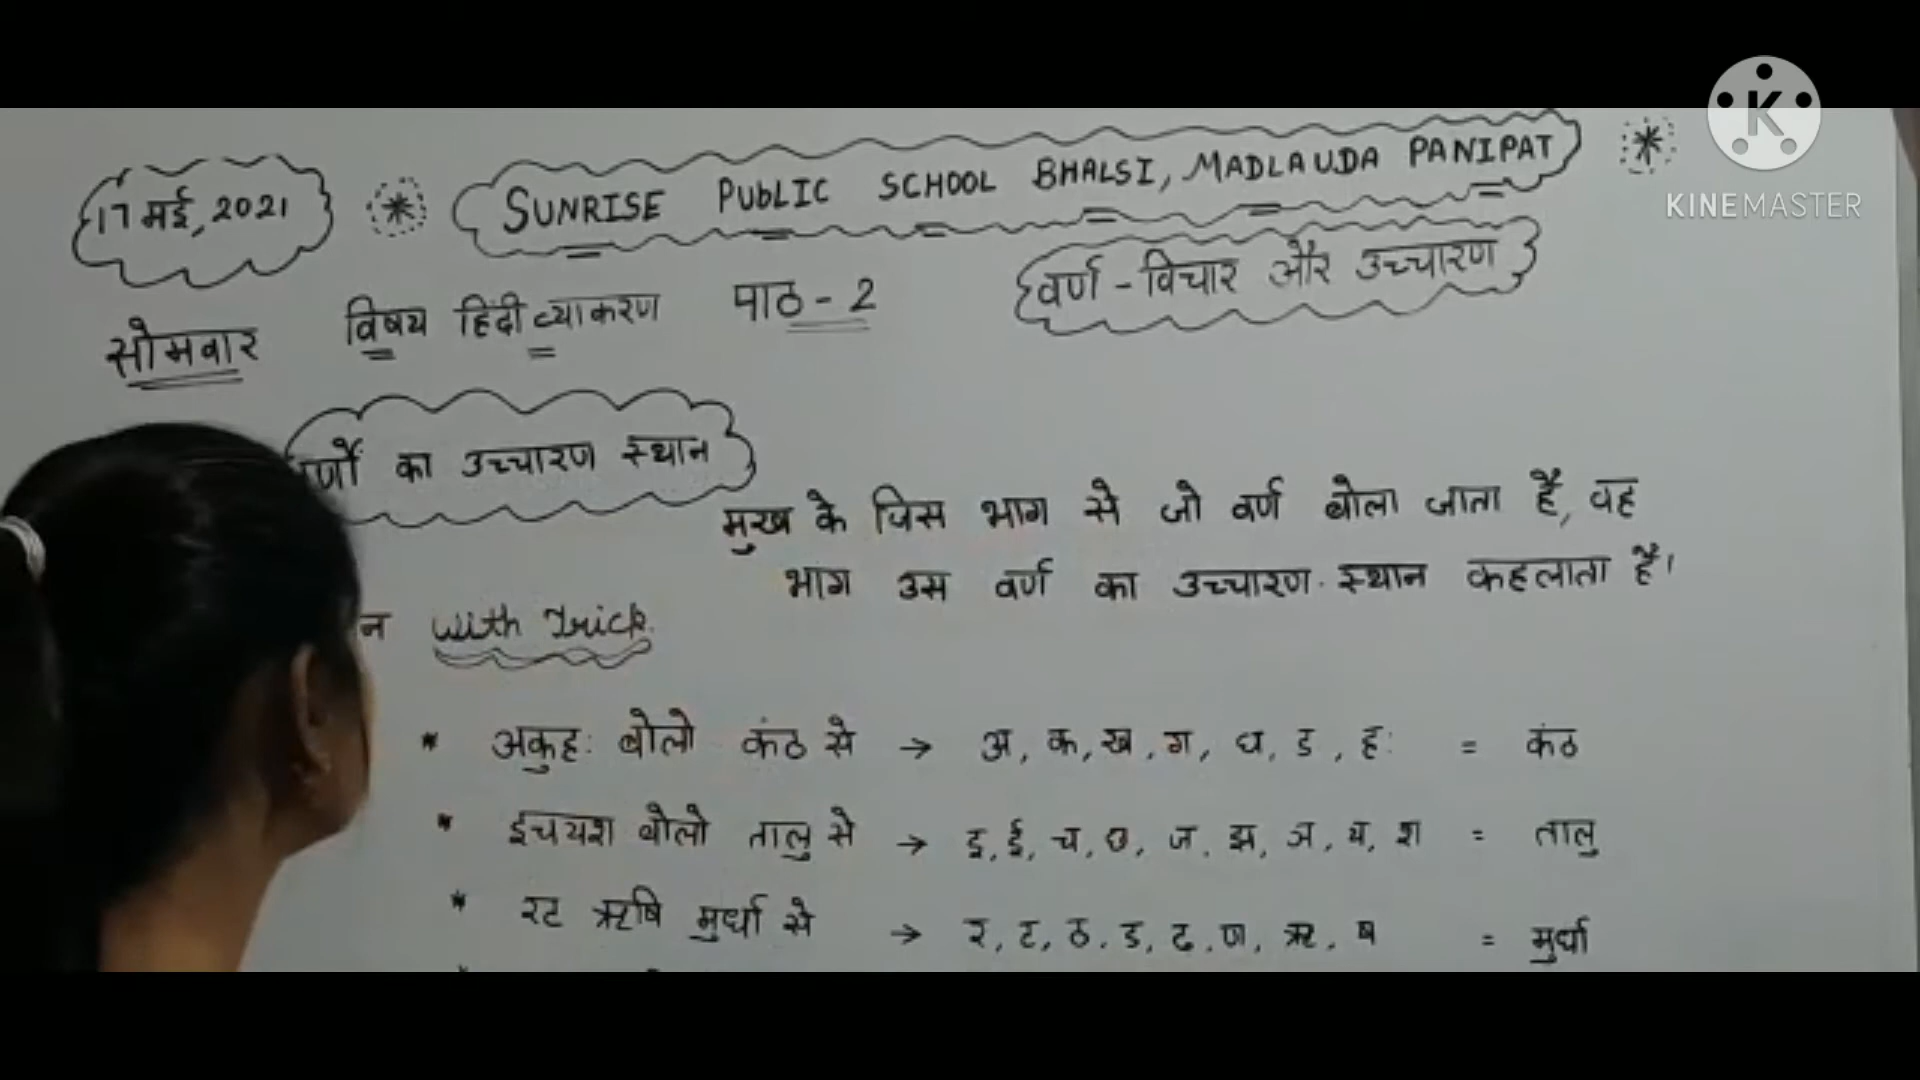 17 मई, 2021
SUNRISE PUBLIC SCHOOL BHALSI, MADLAUDA PANIPAT
KINEMASTER
सोमवार विषय हिंदी व्याकरण पाठ - 2 वर्ण - विचार और उच्चारण
र्णों का उच्चारण स्थान
मुख के जिस भाग से जो वर्ण बोला जाता है, वह
भाग उस वर्ण का उच्चारण स्थान कहलाता है।
न With Trick.
* अकुहः बोलो कंठ से → अ, क, ख, ग, घ, ड, हः = कंठ
* ईचयश बोलो तालु से → इ, ई, च, छ, ज, झ, ञ, य, श = तालु
* रट ऋषि मुर्धा से → र, ट, ठ, ड, ढ, ण, ऋ, ष = मुर्धा